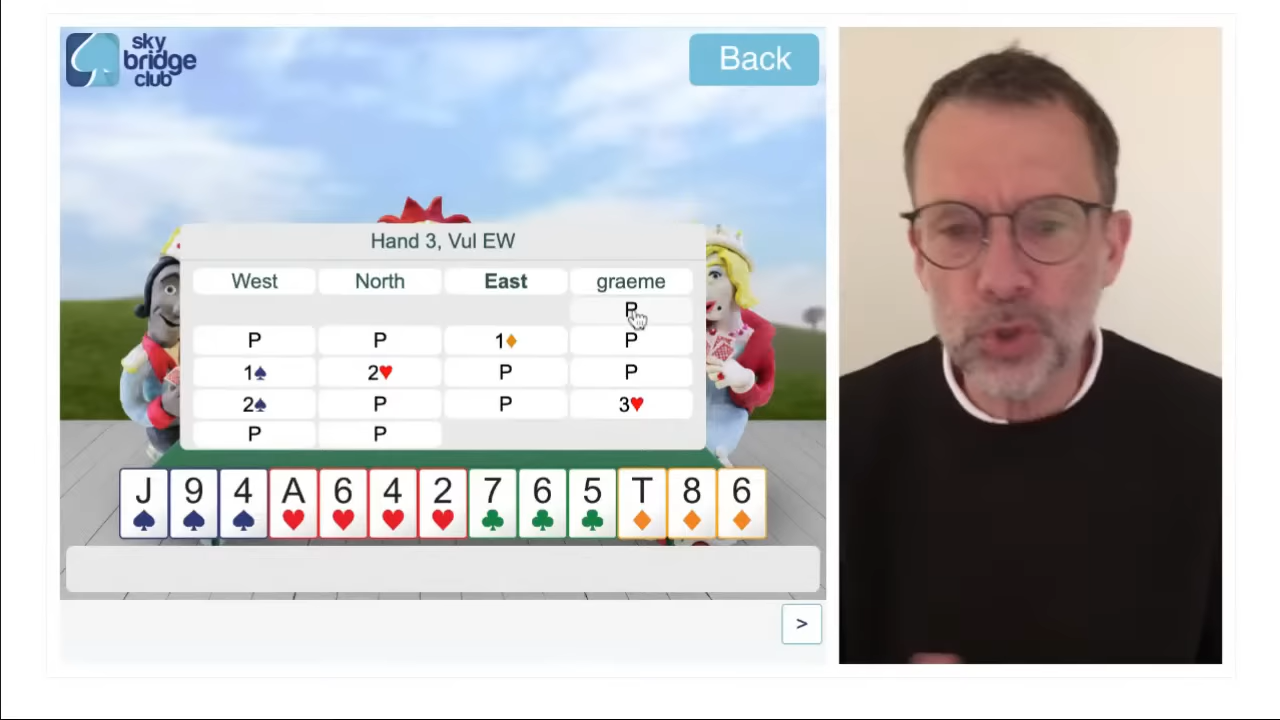 sky
bridge
club
Back
Hand 3, Vul EW
West North East graeme
P
P P 1♦ P
1♠ 2♥ P P
2♠ P P 3♥
P P
J 9 4 A 6 4 2 7 6 5 T 8 6
♠ ♠ ♠ ♥ ♥ ♥ ♥ ♣ ♣ ♣ ♦ ♦ ♦
>